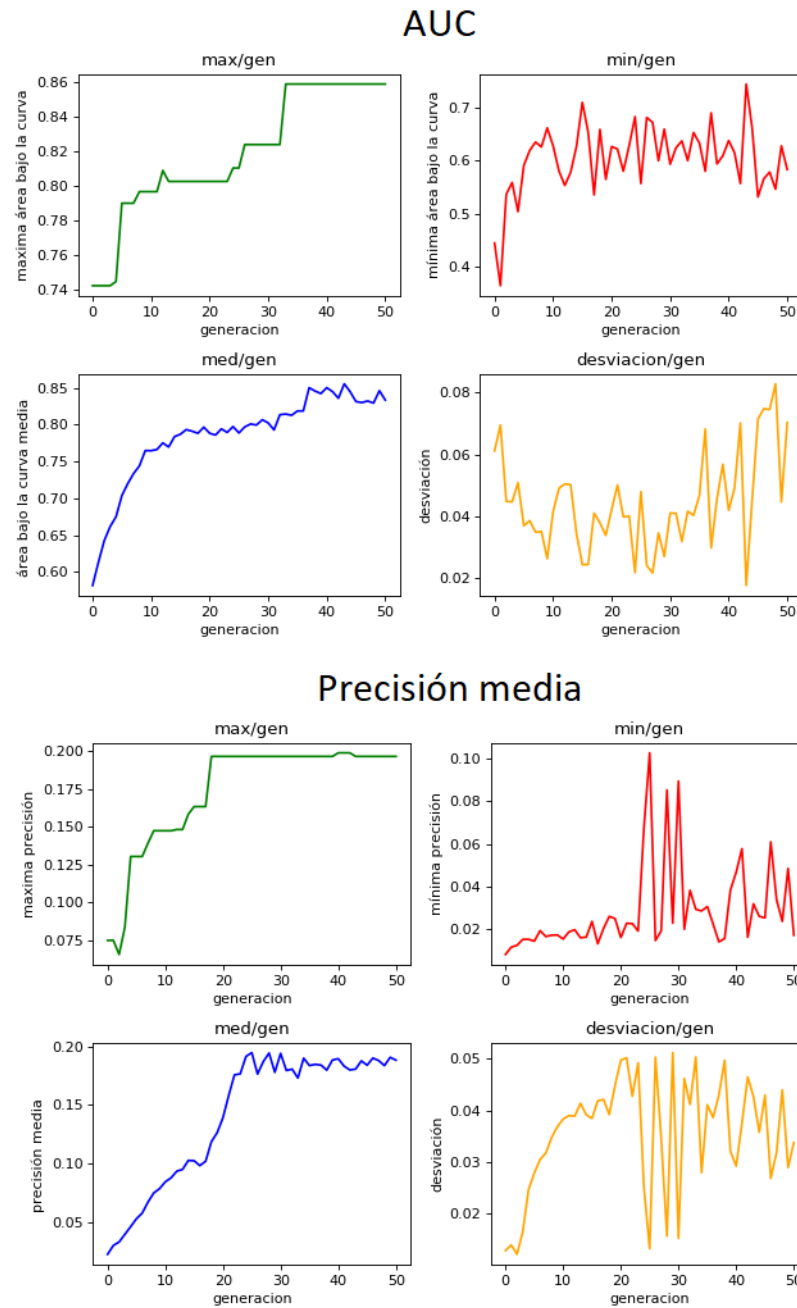 AUC
max/gen
maxima área bajo la curva
0.86
0.84
0.82
0.80
0.78
0.76
0.74
0 10 20 30 40 50
generacion
min/gen
mínima área bajo la curva
0.7
0.6
0.5
0.4
0 10 20 30 40 50
generacion
med/gen
área bajo la curva media
0.85
0.80
0.75
0.70
0.65
0.60
0 10 20 30 40 50
generacion
desviacion/gen
desviación
0.08
0.06
0.04
0.02
0 10 20 30 40 50
generacion
Precisión media
max/gen
maxima precisión
0.200
0.175
0.150
0.125
0.100
0.075
0 10 20 30 40 50
generacion
min/gen
mínima precisión
0.10
0.08
0.06
0.04
0.02
0 10 20 30 40 50
generacion
med/gen
precisión media
0.20
0.15
0.10
0.05
0 10 20 30 40 50
generacion
desviacion/gen
desviación
0.05
0.04
0.03
0.02
0 10 20 30 40 50
generacion